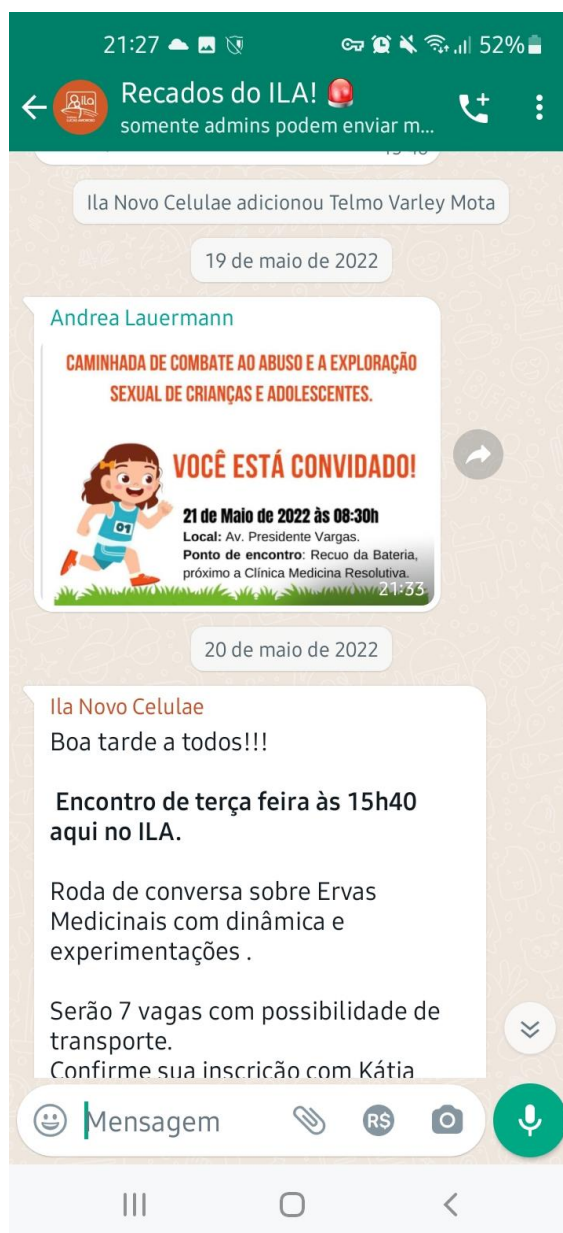 21:27
52%
Recados do ILA!
somente admins podem enviar m...
Ila Novo Celulae adicionou Telmo Varley Mota
19 de maio de 2022
Andrea Lauermann
CAMINHADA DE COMBATE AO ABUSO E A EXPLORAÇÃO
SEXUAL DE CRIANÇAS E ADOLESCENTES.
VOCÊ ESTÁ CONVIDADO!
01
21 de Maio de 2022 às 08:30h
Local: Av. Presidente Vargas.
Ponto de encontro: Recuo da Bateria,
próximo a Clínica Medicina Resolutiva.
21:33
20 de maio de 2022
Ila Novo Celulae
Boa tarde a todos!!!
Encontro de terça feira às 15h40
aqui no ILA.
Roda de conversa sobre Ervas
Medicinais com dinâmica e
experimentações .
Serão 7 vagas com possibilidade de
transporte.
Confirme sua inscrição com Kátia
Mensagem
R$